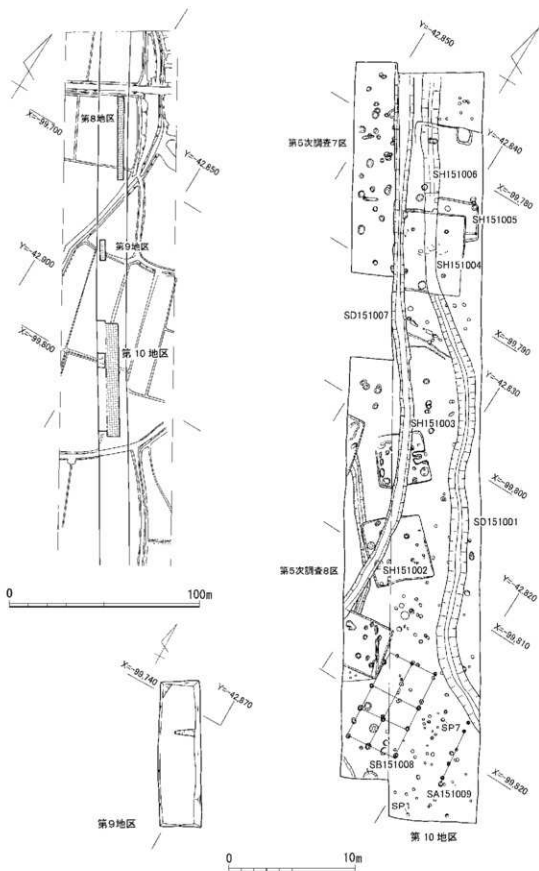 X=-99,700
第8地区
Y=-42,850
第9地区
Y=-42,900
X=-99,800
第10地区
0
100m
X=-99,740
Y=-42,870
第9地区
Y=-42,850
第5次調査7区
Y=-42,840
SH151006
X=-99,780
SH151005
SH151004
SD151007
X=-99,790
Y=-42,830
SH151003
X=-99,800
SD151001
第5次調査8区
SH151002
Y=-42,820
X=-99,810
SP7
SB151008
SA151009
X=-99,820
SP1
第10地区
0
10m